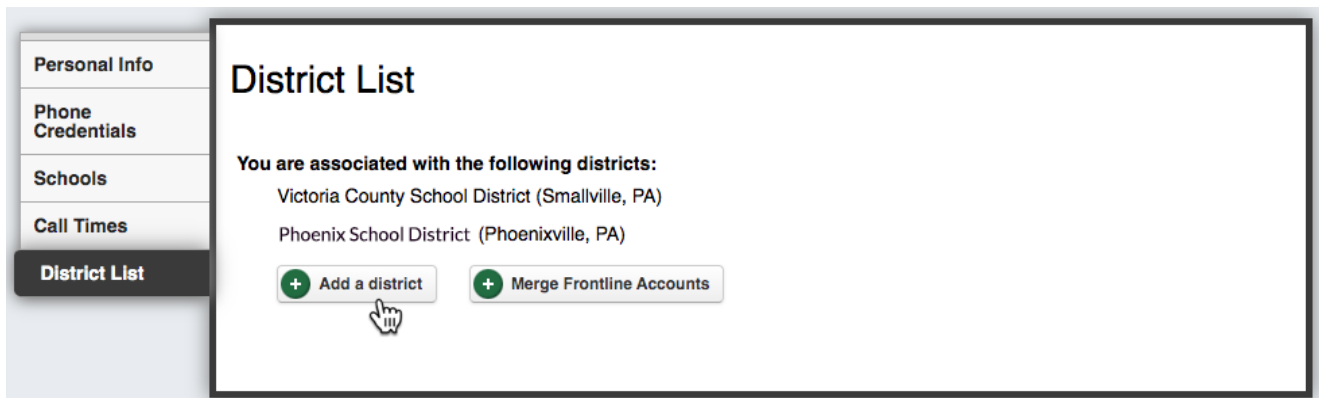 Personal Info
Phone
Credentials
Schools
Call Times
District List
District List
You are associated with the following districts:
Victoria County School District (Smallville, PA)
Phoenix School District (Phoenixville, PA)
Add a district
Merge Frontline Accounts